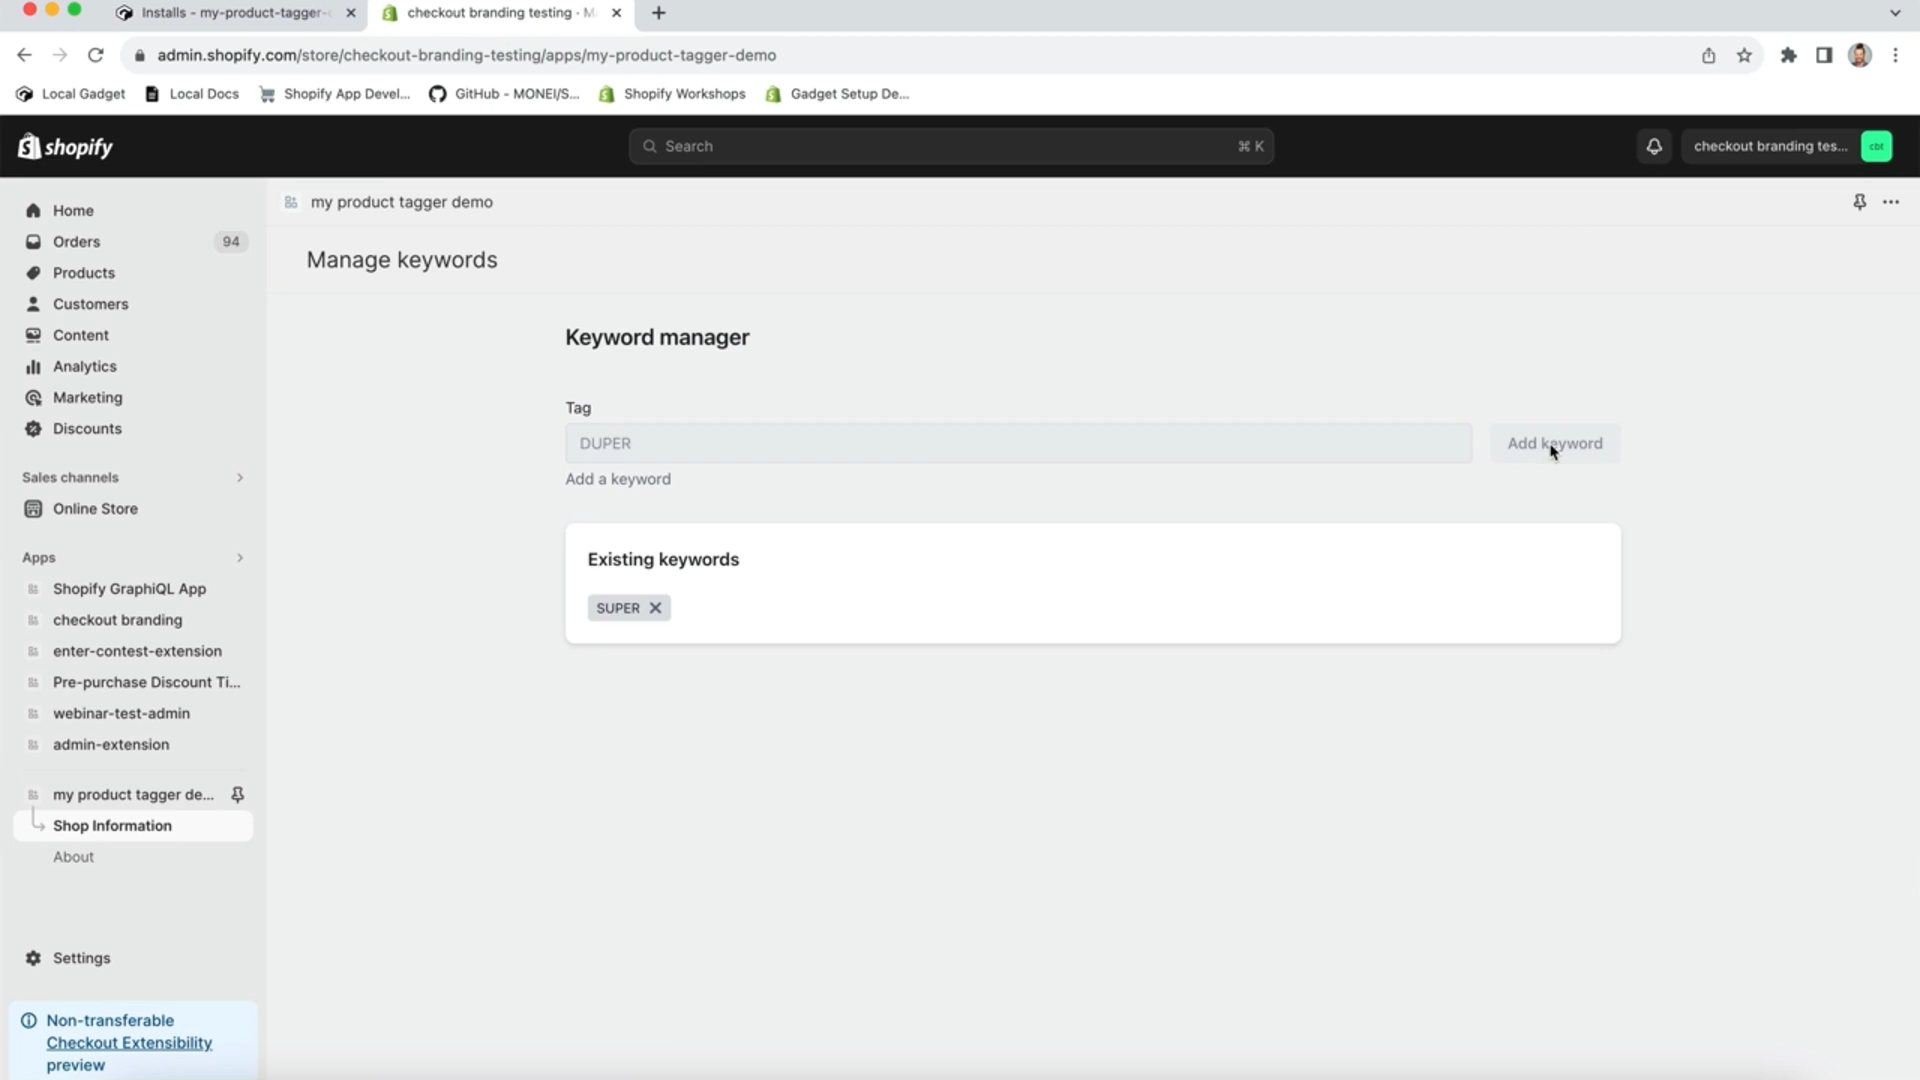 Installs - my-product-tagger-
checkout branding testing · M
admin.shopify.com/store/checkout-branding-testing/apps/my-product-tagger-demo
Local Gadget
Local Docs
Shopify App Devel...
GitHub - MONEI/S...
Shopify Workshops
Gadget Setup De...
shopify
Search
⌘ K
checkout branding tes...
cbt
Home
Orders
94
Products
Customers
Content
Analytics
Marketing
Discounts
Sales channels
Online Store
Apps
Shopify GraphiQL App
checkout branding
enter-contest-extension
Pre-purchase Discount Ti...
webinar-test-admin
admin-extension
my product tagger de...
Shop Information
About
Settings
Non-transferable
Checkout Extensibility
preview
my product tagger demo
Manage keywords
Keyword manager
Tag
DUPER
Add keyword
Add a keyword
Existing keywords
SUPER